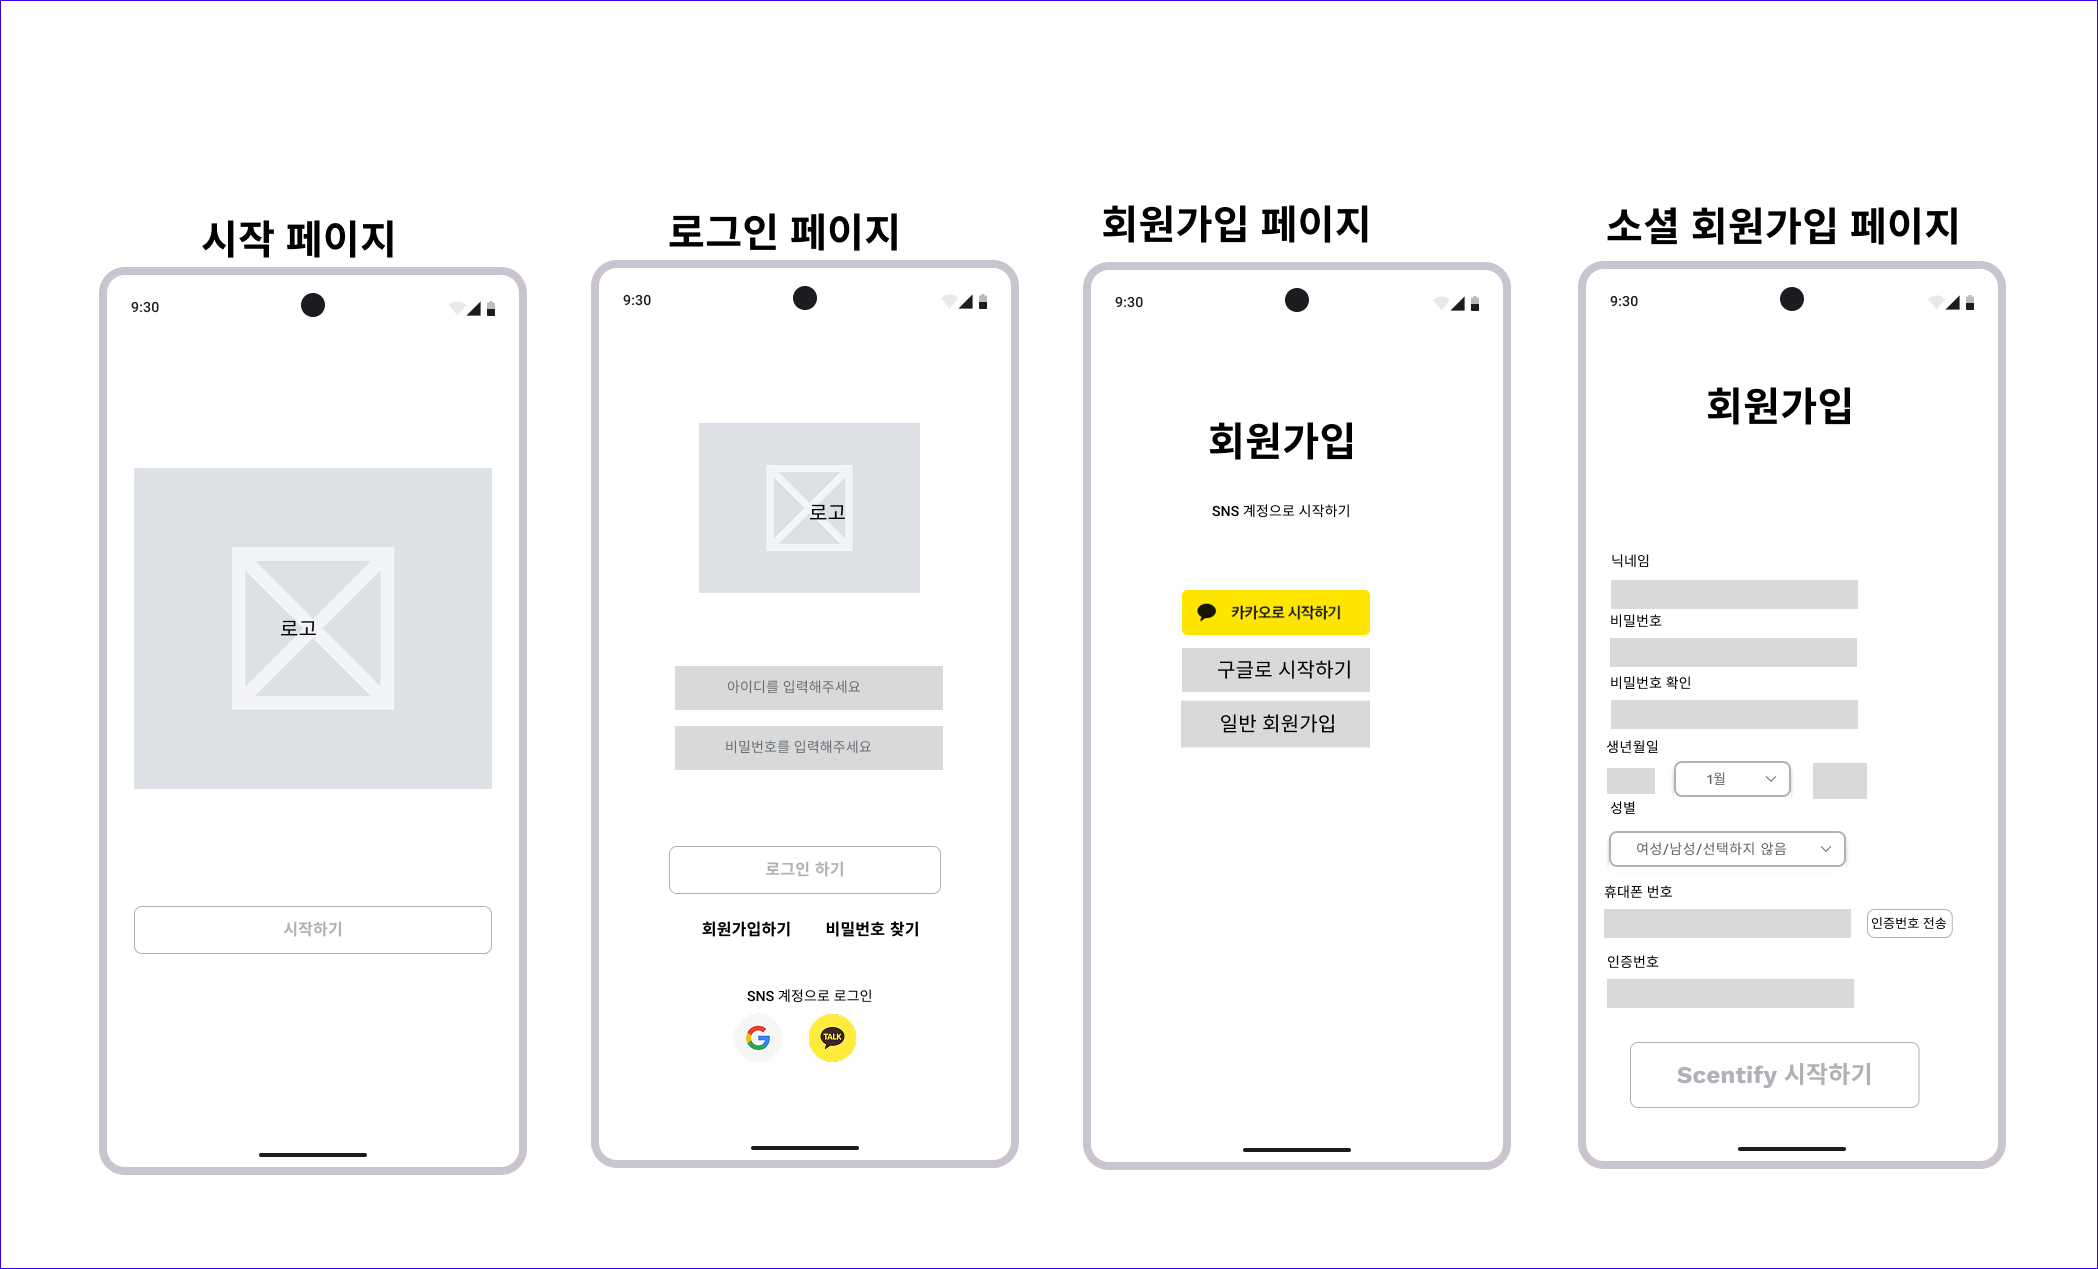 시작 페이지
9:30
로고
시작하기
로그인 페이지
9:30
로고
아이디를 입력해주세요
비밀번호를 입력해주세요
로그인 하기
회원가입하기 비밀번호 찾기
SNS 계정으로 로그인
TALK
회원가입 페이지
9:30
회원가입
SNS 계정으로 시작하기
카카오로 시작하기
구글로 시작하기
일반 회원가입
소셜 회원가입 페이지
9:30
회원가입
닉네임
비밀번호
비밀번호 확인
생년월일
1월
성별
여성/남성/선택하지 않음
휴대폰 번호
인증번호 전송
인증번호
Scentify 시작하기